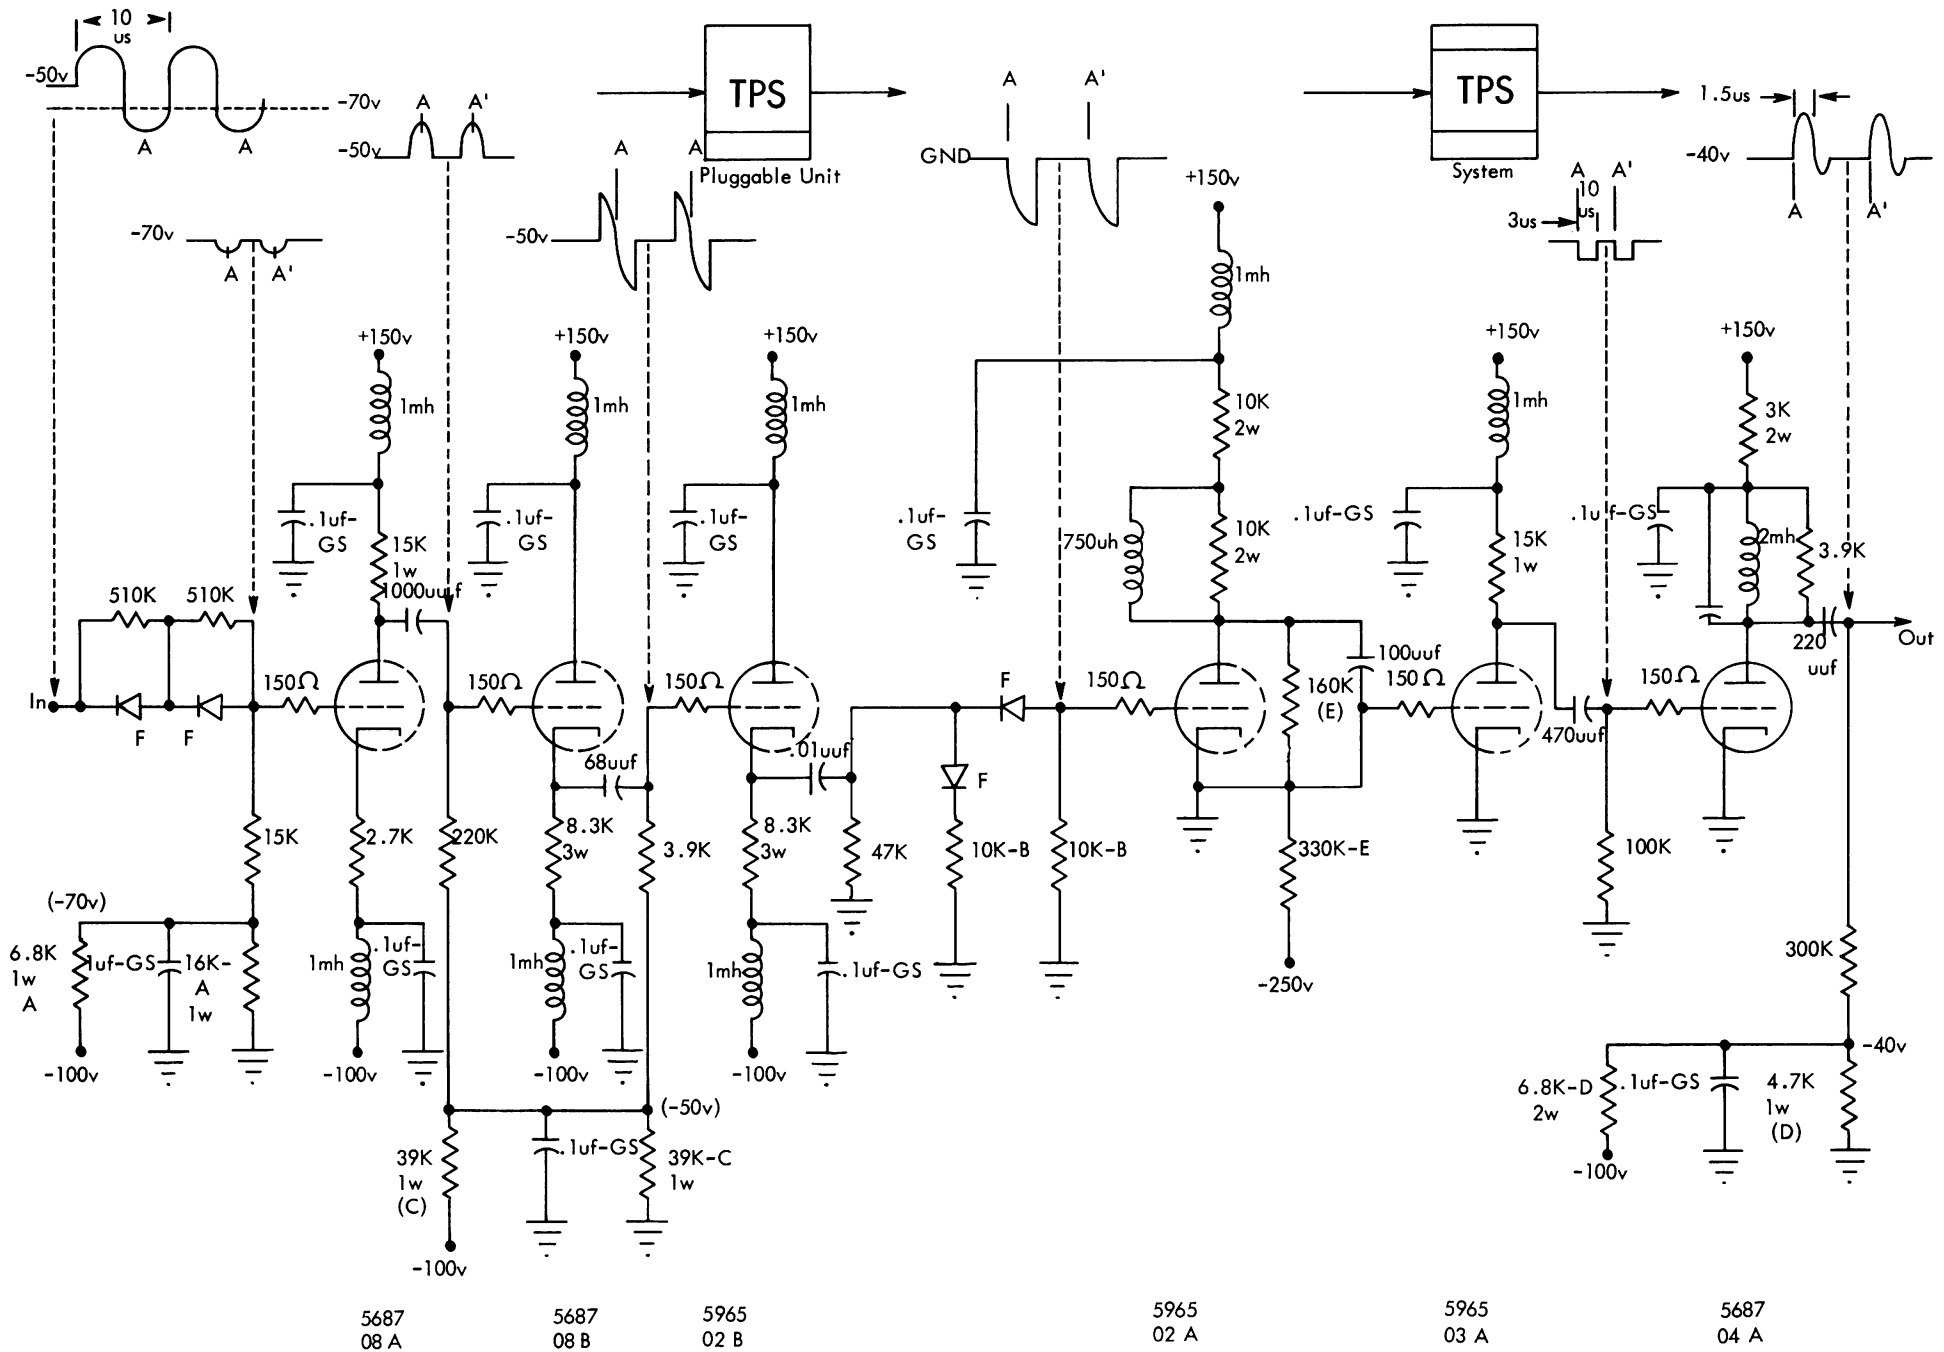 10
us
-50v
-70v
A
A
A
A'
-50v
-70v
A
A'
TPS
Pluggable Unit
A
A
-50v
A
A'
GND
+150v
1mh
TPS
System
A
A'
10
us
3us
1.5us
-40v
A
A'
+150v
+150v
+150v
+150v
+150v
1mh
1mh
1mh
1mh
10K
2w
3K
2w
.1uf-
GS
.1uf-
GS
.1uf-
GS
.1uf-
GS
.1uf-GS
.1uf-GS
15K
1w
1000uuf
750uh
10K
2w
15K
1w
2mh
3.9K
510K
510K
In
F
F
150Ω
150Ω
150Ω
F
150Ω
160K
(E)
100uuf
150Ω
470uuf
150Ω
220
uuf
Out
68uuf
.01uuf
F
15K
2.7K
220K
8.3K
3w
3.9K
8.3K
3w
47K
10K-B
10K-B
330K-E
100K
(-70v)
6.8K
1w
A
1uf-GS
16K-
A
1w
1mh
.1uf-
GS
1mh
.1uf-
GS
1mh
.1uf-GS
-250v
300K
-100v
-100v
-100v
-100v
-40v
(-50v)
39K
1w
(C)
.1uf-GS
39K-C
1w
6.8K-D
2w
.1uf-GS
4.7K
1w
(D)
-100v
-100v
5687
08 A
5687
08 B
5965
02 B
5965
02 A
5965
03 A
5687
04 A